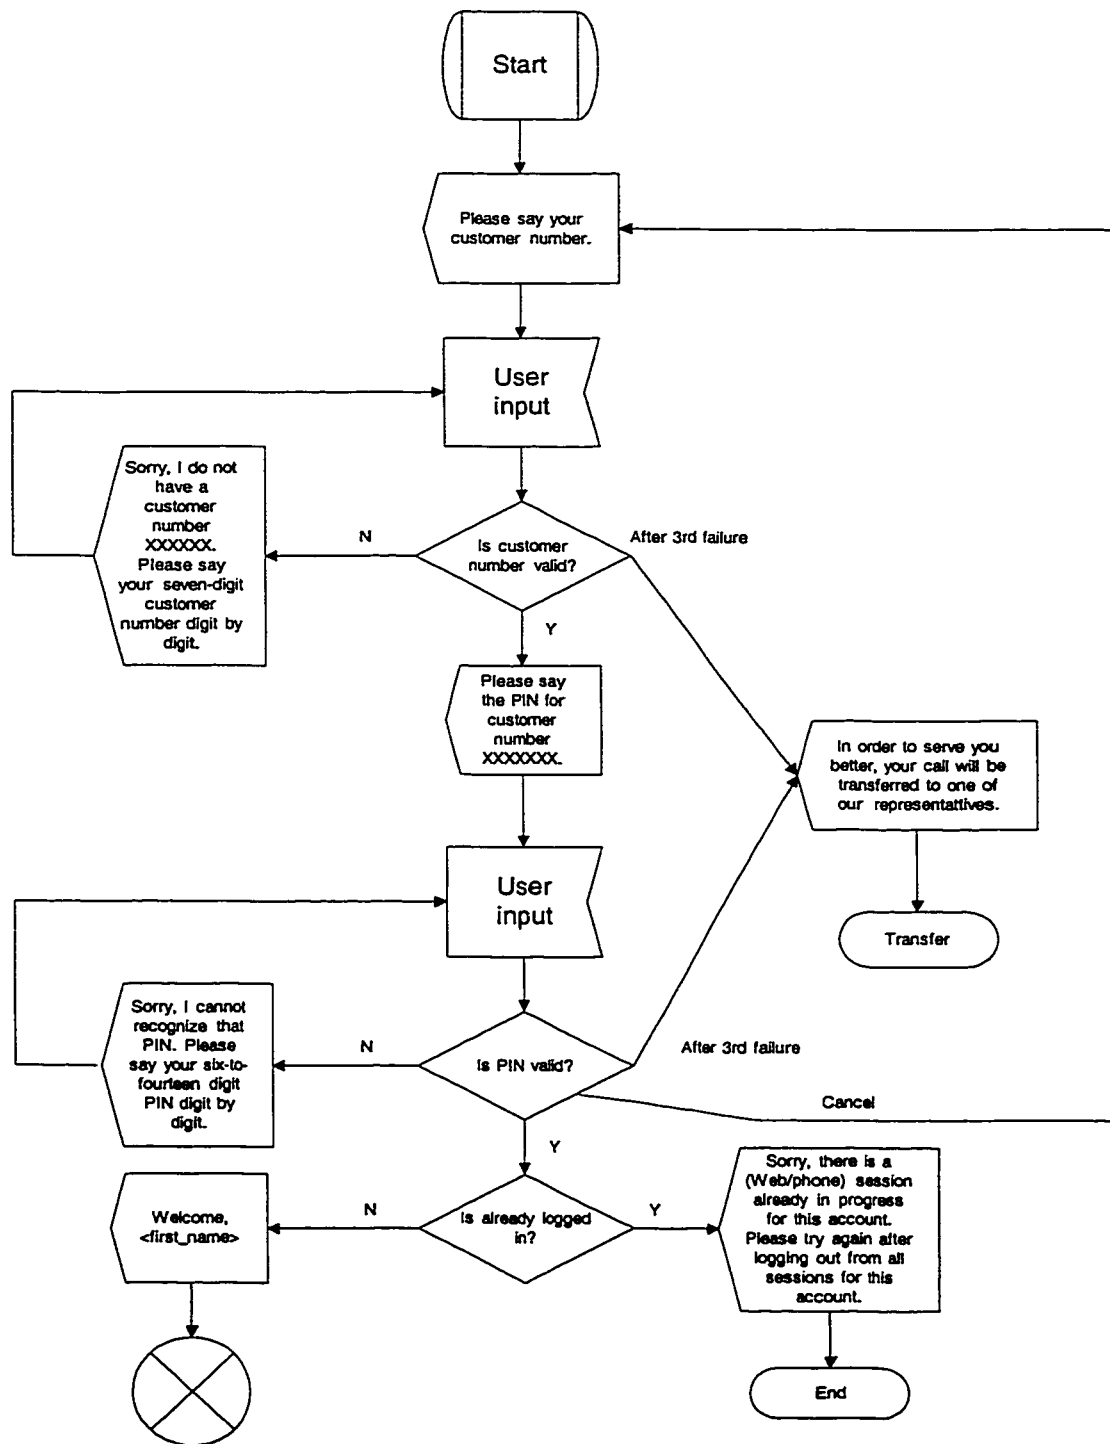 Start
Please say your
customer number.
User
input
Sorry, I do not
have a
customer
number
XXXXXX.
Please say
your seven-digit
customer
number digit by
digit.
N
Is customer
number valid?
After 3rd failure
Y
Please say
the PIN for
customer
number
XXXXXXX.
In order to serve you
better, your call will be
transferred to one of
our representattives.
User
input
Transfer
Sorry, I cannot
recognize that
PIN. Please
say your six-to-
fourteen digit
PIN digit by
digit.
N
Is PIN valid?
After 3rd failure
Cancel
Y
Welcome,
<first_name>
N
Is already logged
in?
Y
Sorry, there is a
(Web/phone) session
already in progress
for this account.
Please try again after
logging out from all
sessions for this
account.
End